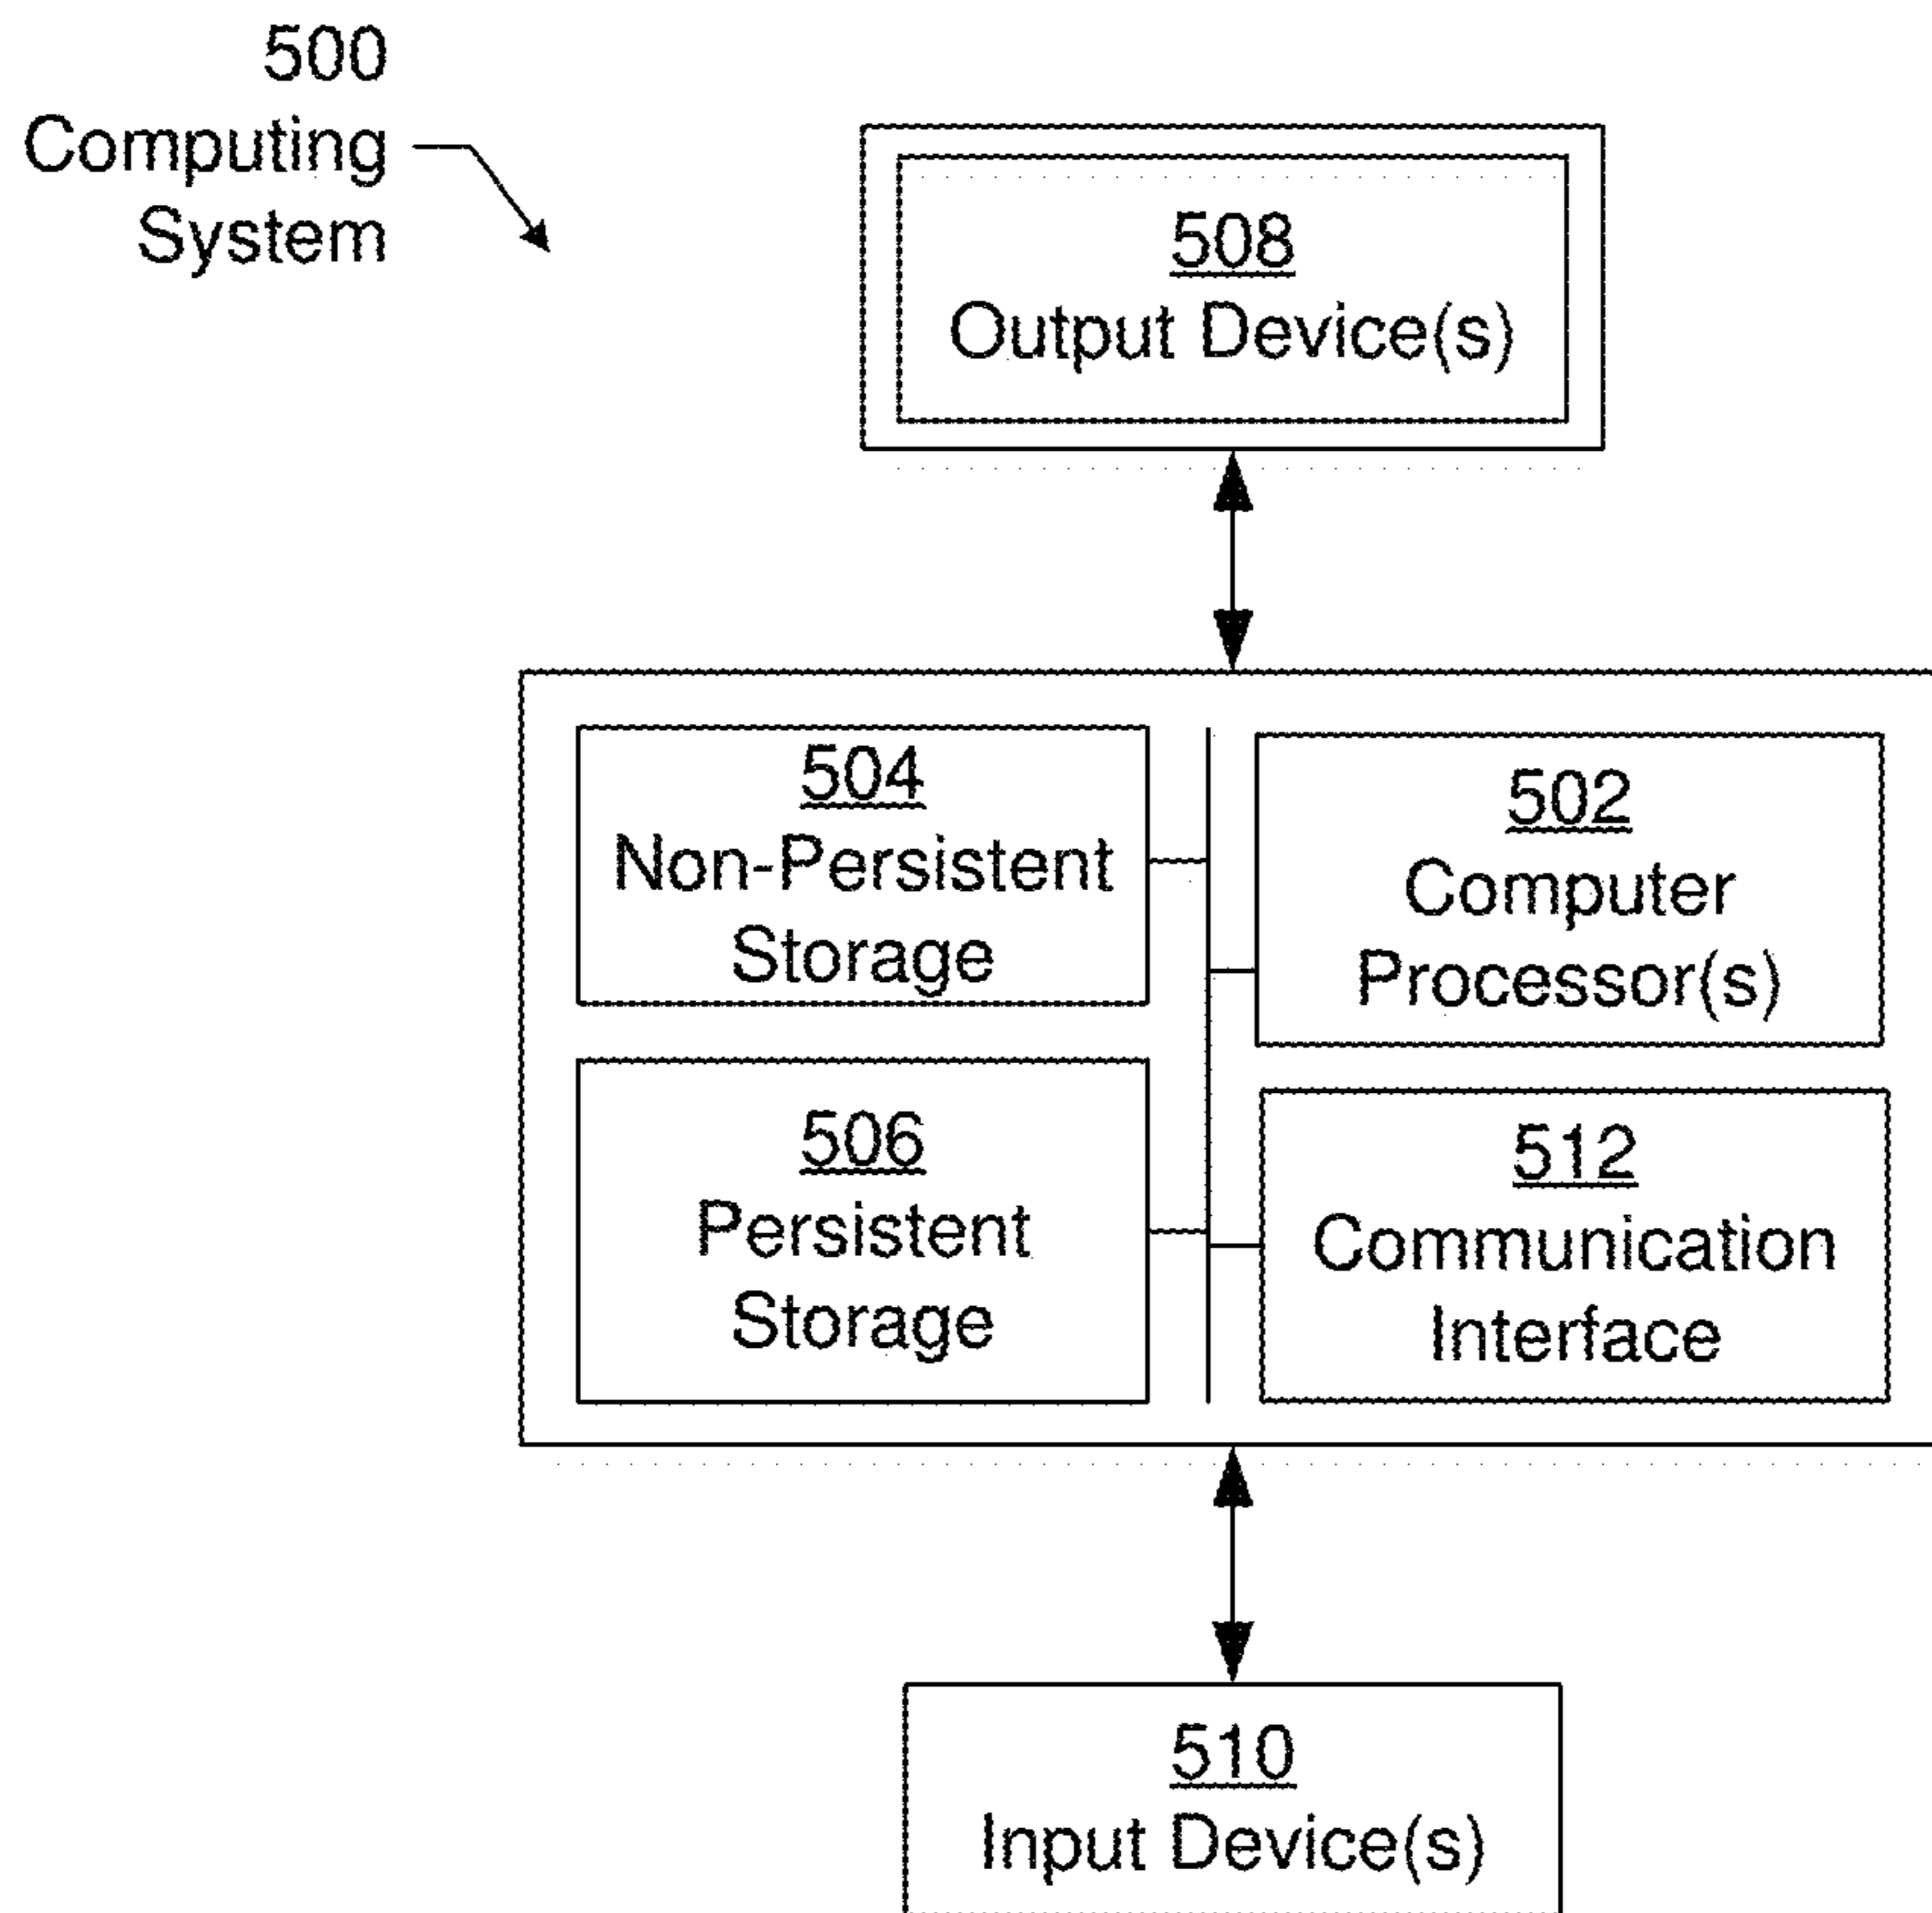 500
Computing
System
508
Output Device(s)
504
Non-Persistent
Storage
502
Computer
Processor(s)
506
Persistent
Storage
512
Communication
Interface
510
Input Device(s)